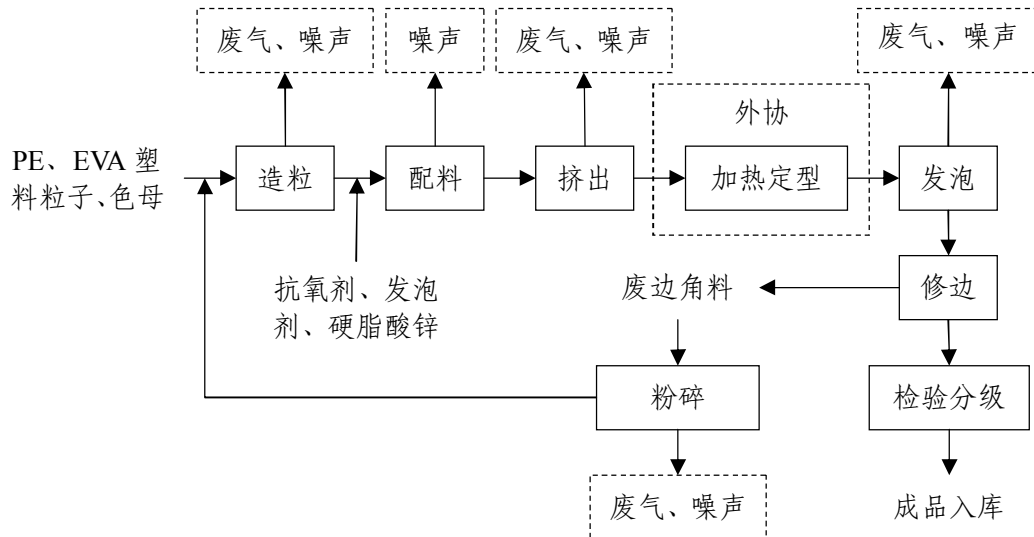 废气、噪声
噪声
废气、噪声
废气、噪声
外协
PE、EVA 塑
料粒子、色母
造粒
配料
挤出
加热定型
发泡
抗氧剂、发泡
剂、硬脂酸锌
废边角料
修边
粉碎
检验分级
废气、噪声
成品入库